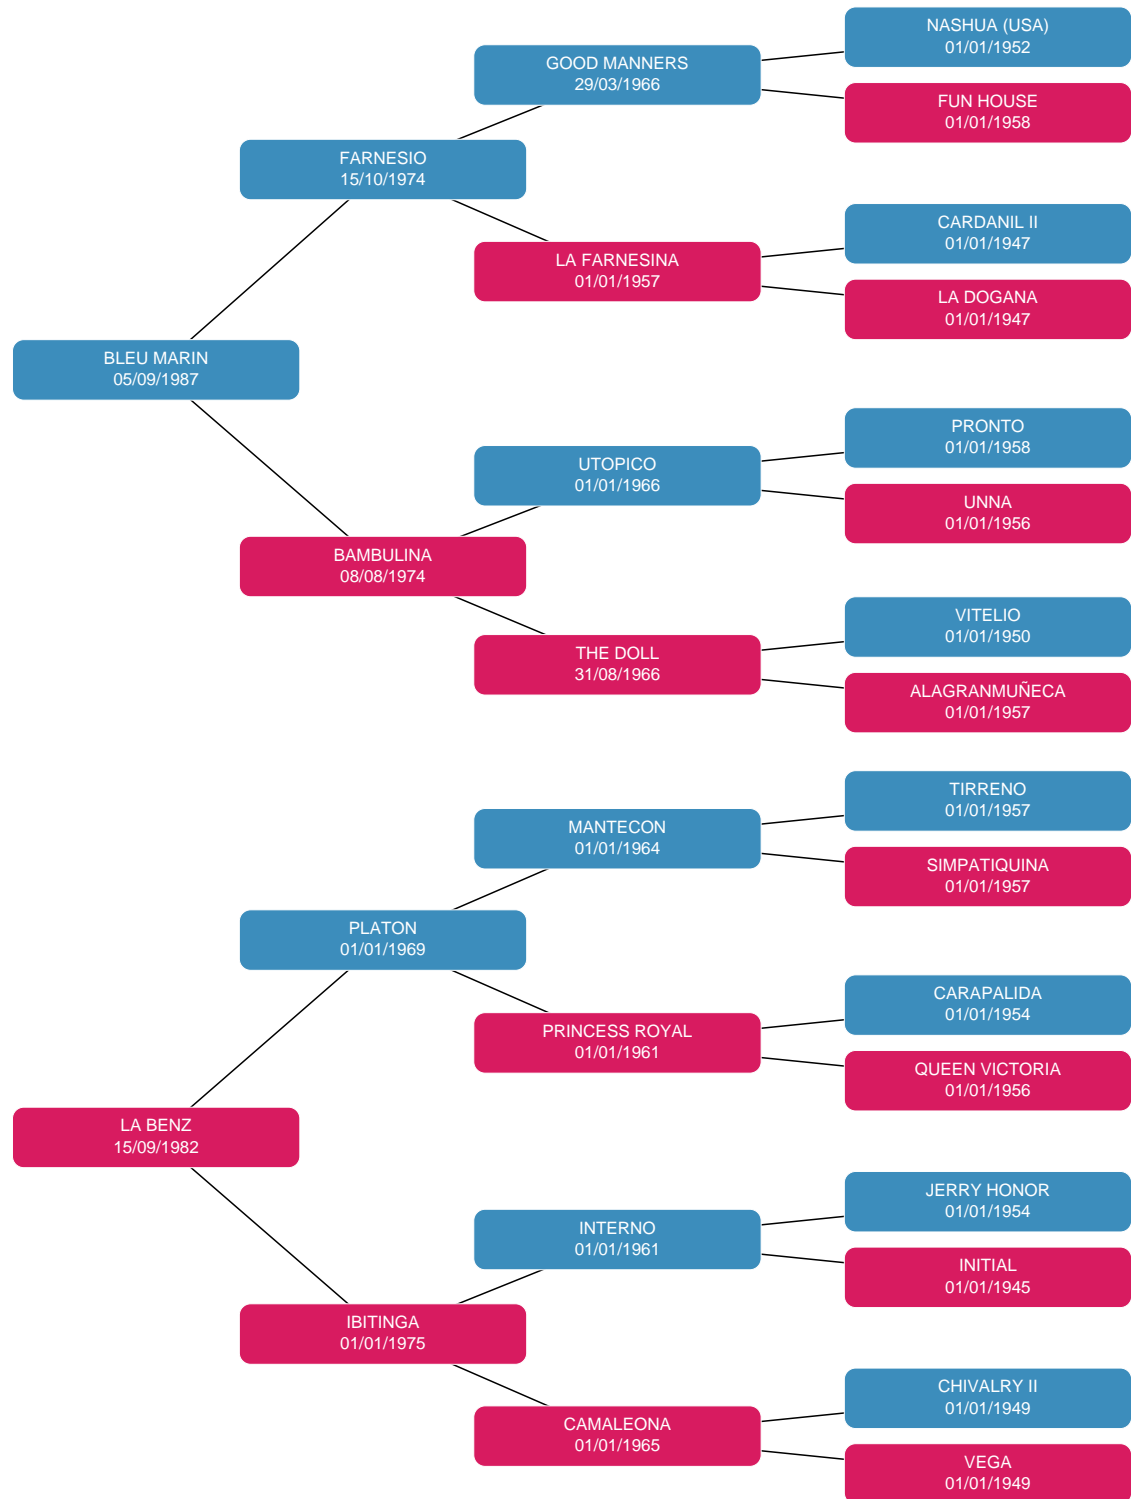 NASHUA (USA)
01/01/1952
GOOD MANNERS
29/03/1966
FUN HOUSE
01/01/1958
FARNESIO
15/10/1974
CARDANIL II
01/01/1947
LA FARNESINA
01/01/1957
LA DOGANA
01/01/1947
BLEU MARIN
05/09/1987
PRONTO
01/01/1958
UTOPICO
01/01/1966
UNNA
01/01/1956
BAMBULINA
08/08/1974
VITELIO
01/01/1950
THE DOLL
31/08/1966
ALAGRANMUÑECA
01/01/1957
TIRRENO
01/01/1957
MANTECON
01/01/1964
SIMPATIQUINA
01/01/1957
PLATON
01/01/1969
CARAPALIDA
01/01/1954
PRINCESS ROYAL
01/01/1961
QUEEN VICTORIA
01/01/1956
LA BENZ
15/09/1982
JERRY HONOR
01/01/1954
INTERNO
01/01/1961
INITIAL
01/01/1945
IBITINGA
01/01/1975
CHIVALRY II
01/01/1949
CAMALEONA
01/01/1965
VEGA
01/01/1949